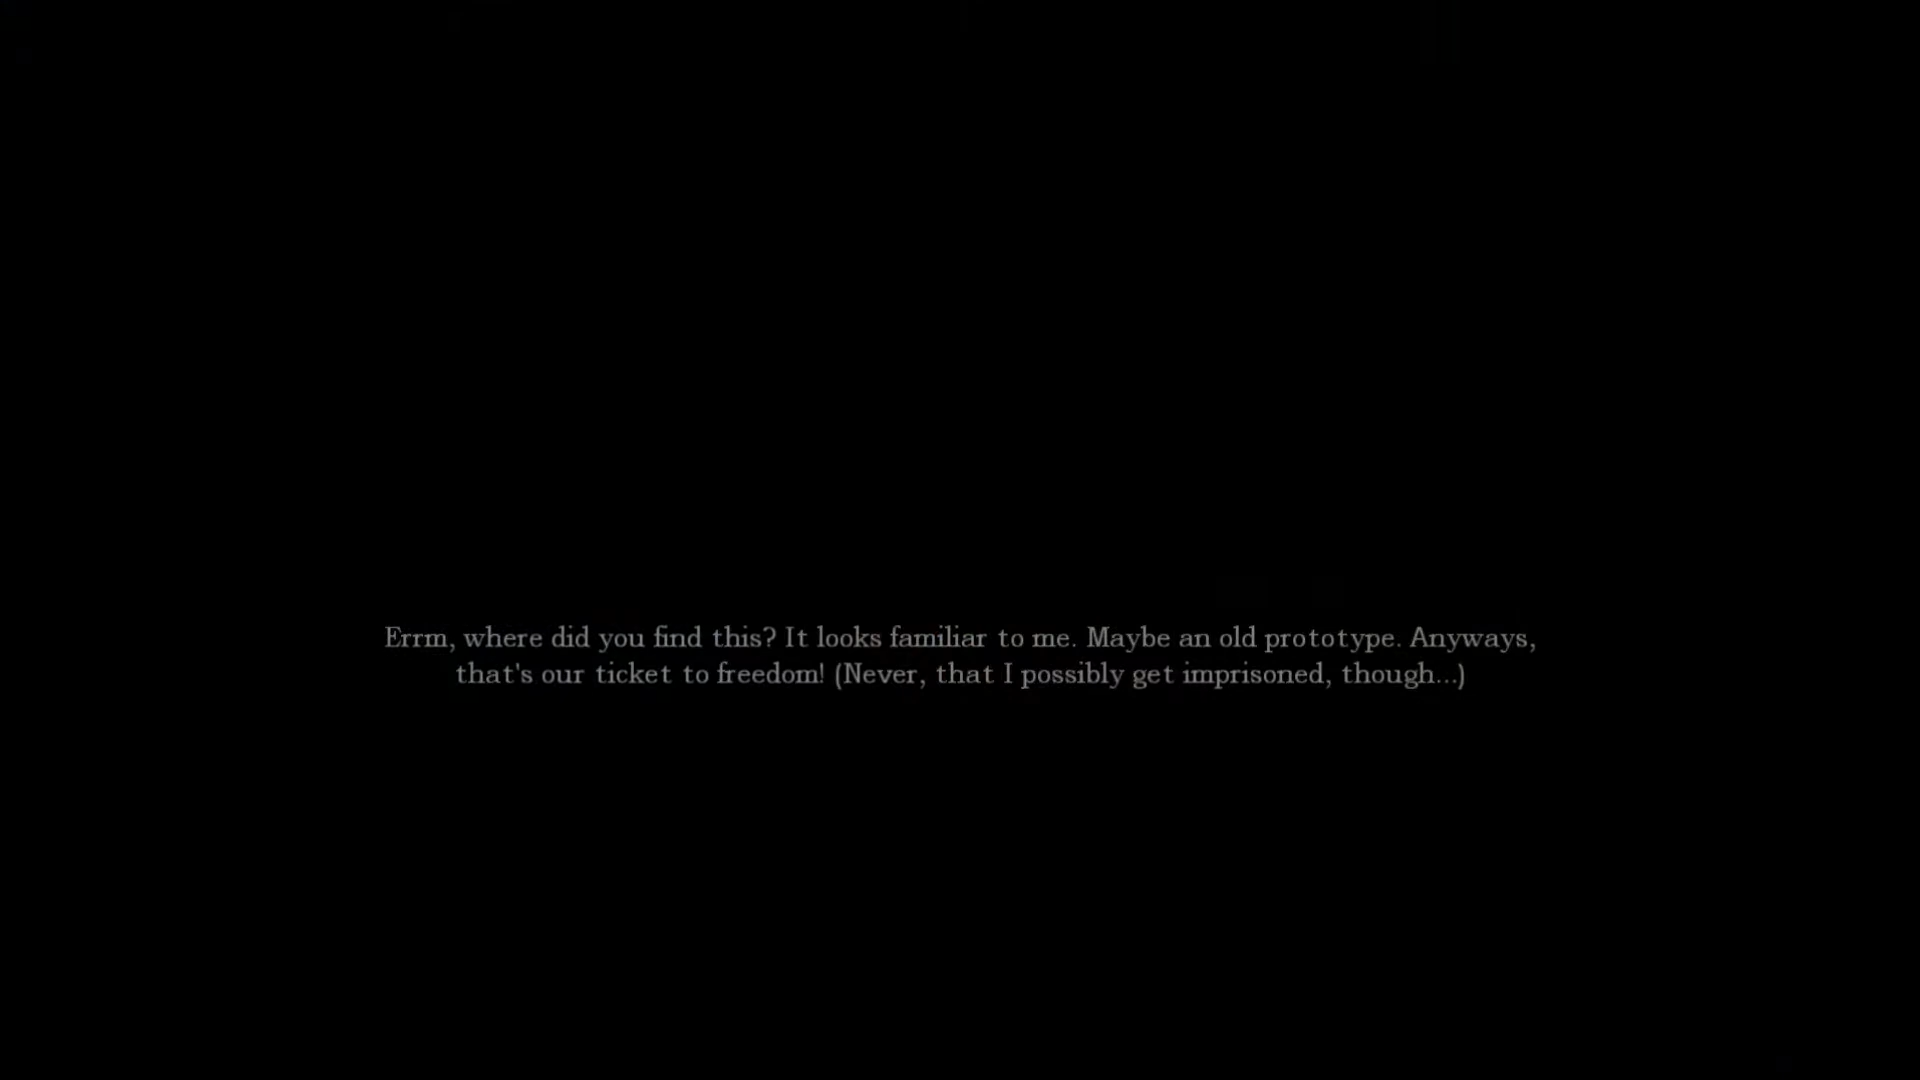 Errm, where did you find this? It looks familiar to me. Maybe an old prototype. Anyways,
that's our ticket to freedom! (Never, that I possibly get imprisoned, though...)